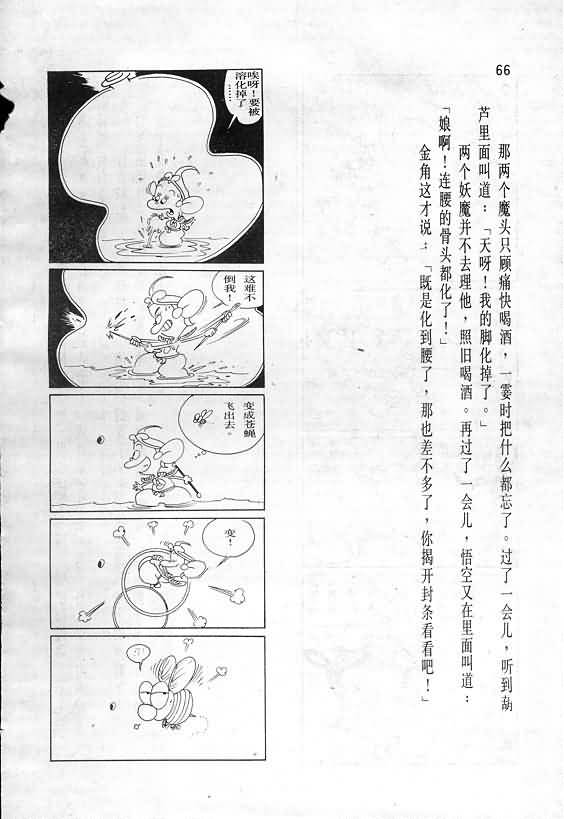 66
那两个魔头只顾痛快喝酒，一霎时把什么都忘了。过了一会儿，听到葫
芦里面叫道：「天呀！我的脚化掉了。」
两个妖魔并不去理他，照旧喝酒。再过了一会儿，悟空又在里面叫道：
「娘啊！连腰的骨头都化了！」
金角这才说：「既是化到腰了，那也差不多了，你揭开封条看看吧！」
唉呀！要被
溶化掉了
……
这难不
倒我！
变成苍蝇
飞出去。
变！
……